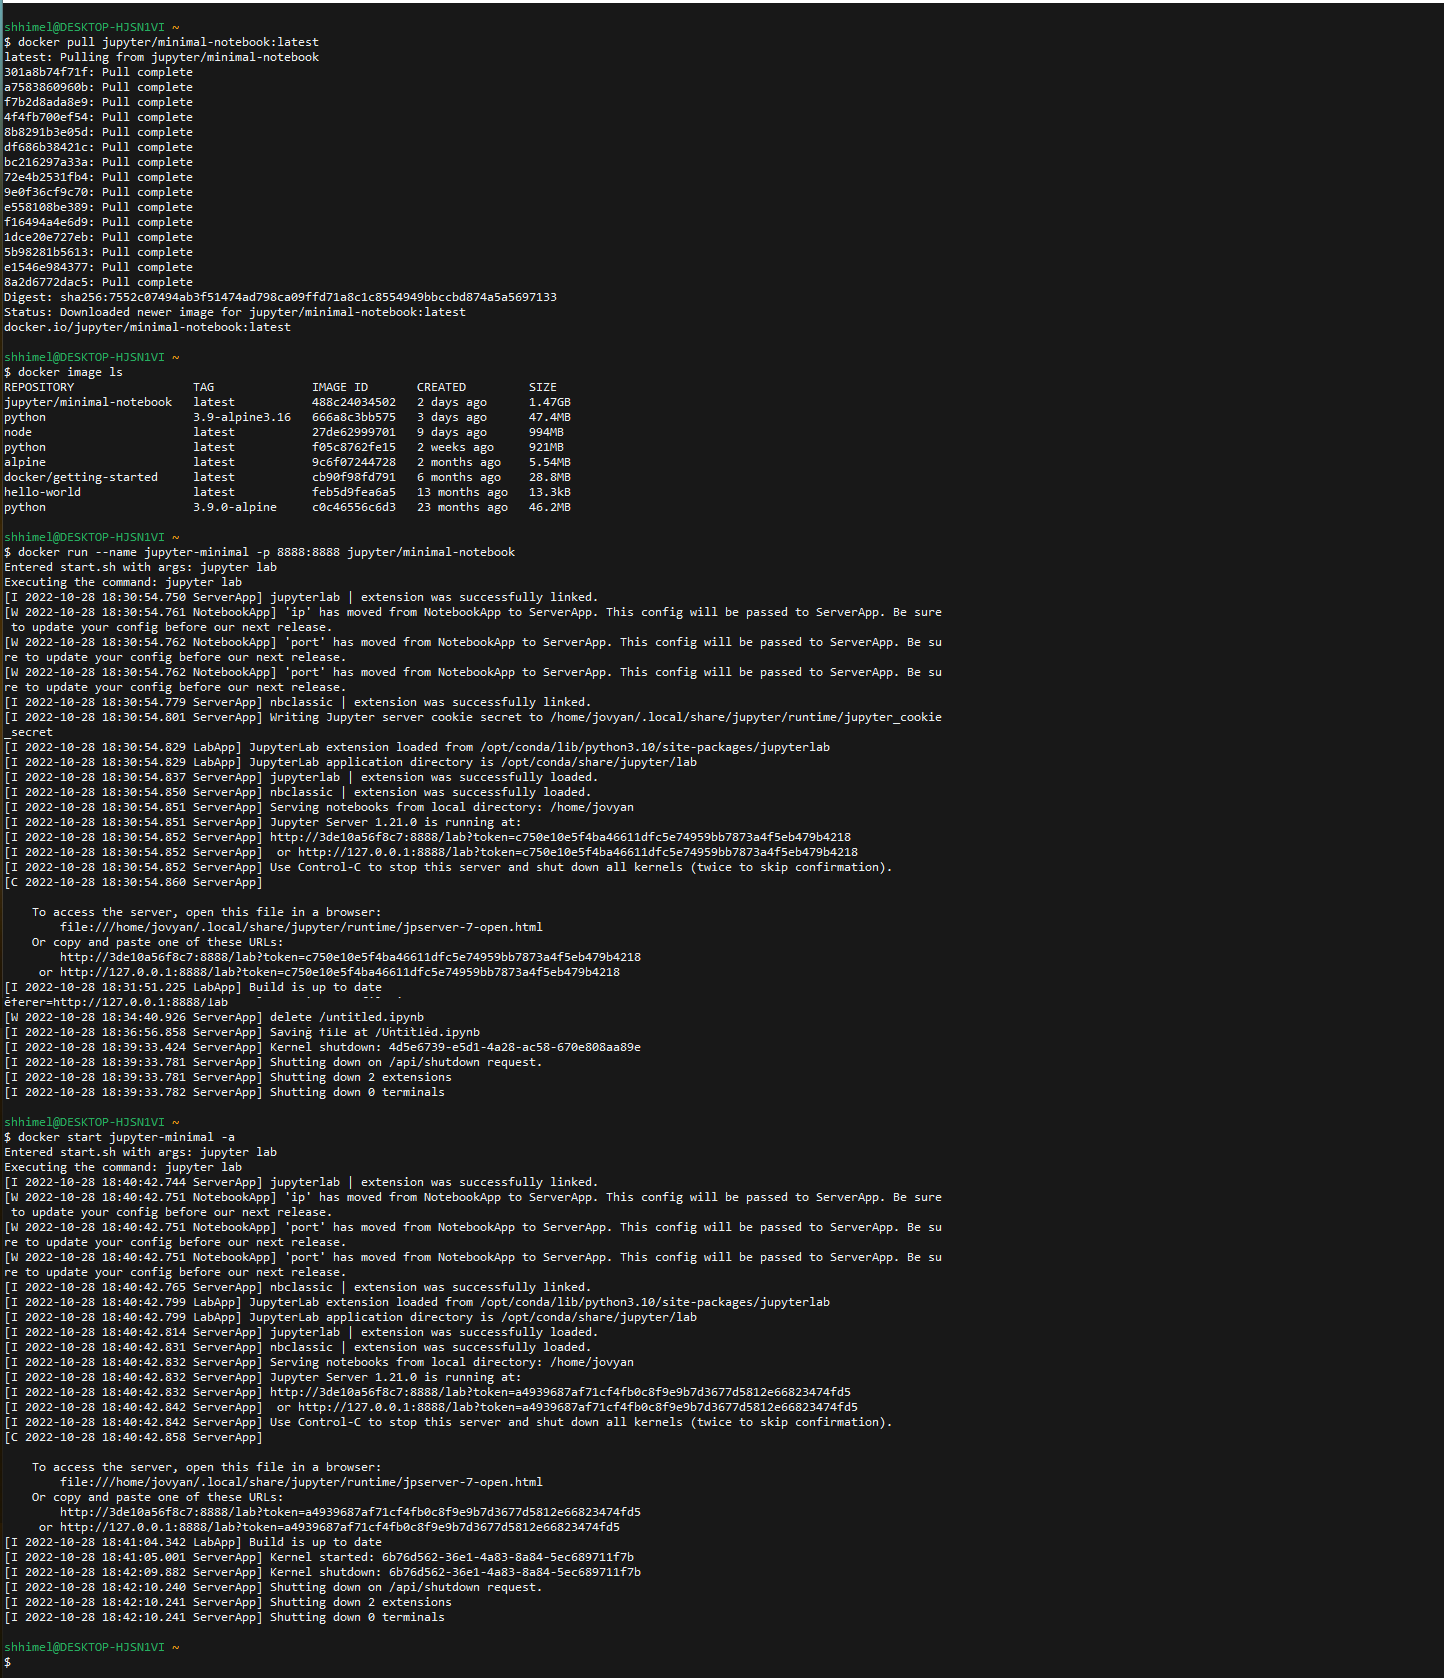 shhimel@DESKTOP-HJSN1VI ~
$ docker pull jupyter/minimal-notebook:latest
latest: Pulling from jupyter/minimal-notebook
301a8b74f71f: Pull complete
a7583860960b: Pull complete
f7b2d8ada8e9: Pull complete
4f4fb700ef54: Pull complete
8b8291b3e05d: Pull complete
df686b38421c: Pull complete
bc216297a33a: Pull complete
72e4b2531fb4: Pull complete
9e0f36cf9c70: Pull complete
e558108be389: Pull complete
f16494a4e6d9: Pull complete
1dce20e727eb: Pull complete
5b98281b5613: Pull complete
e1546e984377: Pull complete
8a2d6772dac5: Pull complete
Digest: sha256:7552c07494ab3f51474ad798ca09ffd71a8c1c8554949bbccbd874a5a5697133
Status: Downloaded newer image for jupyter/minimal-notebook:latest
docker.io/jupyter/minimal-notebook:latest
shhimel@DESKTOP-HJSN1VI ~
$ docker image ls
REPOSITORY                 TAG              IMAGE ID       CREATED         SIZE
jupyter/minimal-notebook   latest           488c24034502   2 days ago      1.47GB
python                     3.9-alpine3.16   666a8c3bb575   3 days ago      47.4MB
node                       latest           27de62999701   9 days ago      994MB
python                     latest           f05c8762fe15   2 weeks ago     921MB
alpine                     latest           9c6f07244728   2 months ago    5.54MB
docker/getting-started     latest           cb90f98fd791   6 months ago    28.8MB
hello-world                latest           feb5d9fea6a5   13 months ago   13.3kB
python                     3.9.0-alpine     c0c46556c6d3   23 months ago   46.2MB
shhimel@DESKTOP-HJSN1VI ~
$ docker run --name jupyter-minimal -p 8888:8888 jupyter/minimal-notebook
Entered start.sh with args: jupyter lab
Executing the command: jupyter lab
[I 2022-10-28 18:30:54.750 ServerApp] jupyterlab | extension was successfully linked.
[W 2022-10-28 18:30:54.761 NotebookApp] 'ip' has moved from NotebookApp to ServerApp. This config will be passed to ServerApp. Be sure
 to update your config before our next release.
[W 2022-10-28 18:30:54.762 NotebookApp] 'port' has moved from NotebookApp to ServerApp. This config will be passed to ServerApp. Be su
re to update your config before our next release.
[W 2022-10-28 18:30:54.762 NotebookApp] 'port' has moved from NotebookApp to ServerApp. This config will be passed to ServerApp. Be su
re to update your config before our next release.
[I 2022-10-28 18:30:54.779 ServerApp] nbclassic | extension was successfully linked.
[I 2022-10-28 18:30:54.801 ServerApp] Writing Jupyter server cookie secret to /home/jovyan/.local/share/jupyter/runtime/jupyter_cookie
_secret
[I 2022-10-28 18:30:54.829 LabApp] JupyterLab extension loaded from /opt/conda/lib/python3.10/site-packages/jupyterlab
[I 2022-10-28 18:30:54.829 LabApp] JupyterLab application directory is /opt/conda/share/jupyter/lab
[I 2022-10-28 18:30:54.837 ServerApp] jupyterlab | extension was successfully loaded.
[I 2022-10-28 18:30:54.850 ServerApp] nbclassic | extension was successfully loaded.
[I 2022-10-28 18:30:54.851 ServerApp] Serving notebooks from local directory: /home/jovyan
[I 2022-10-28 18:30:54.851 ServerApp] Jupyter Server 1.21.0 is running at:
[I 2022-10-28 18:30:54.852 ServerApp] http://3de10a56f8c7:8888/lab?token=c750e10e5f4ba46611dfc5e74959bb7873a4f5eb479b4218
[I 2022-10-28 18:30:54.852 ServerApp]  or http://127.0.0.1:8888/lab?token=c750e10e5f4ba46611dfc5e74959bb7873a4f5eb479b4218
[I 2022-10-28 18:30:54.852 ServerApp] Use Control-C to stop this server and shut down all kernels (twice to skip confirmation).
[C 2022-10-28 18:30:54.860 ServerApp]
    To access the server, open this file in a browser:
        file:///home/jovyan/.local/share/jupyter/runtime/jpserver-7-open.html
    Or copy and paste one of these URLs:
        http://3de10a56f8c7:8888/lab?token=c750e10e5f4ba46611dfc5e74959bb7873a4f5eb479b4218
     or http://127.0.0.1:8888/lab?token=c750e10e5f4ba46611dfc5e74959bb7873a4f5eb479b4218
[I 2022-10-28 18:31:51.225 LabApp] Build is up to date
eferer=http://127.0.0.1:8888/lab
[W 2022-10-28 18:34:40.926 ServerApp] delete /untitled.ipynb
[I 2022-10-28 18:36:56.858 ServerApp] Saving file at /Untitled.ipynb
[I 2022-10-28 18:39:33.424 ServerApp] Kernel shutdown: 4d5e6739-e5d1-4a28-ac58-670e808aa89e
[I 2022-10-28 18:39:33.781 ServerApp] Shutting down on /api/shutdown request.
[I 2022-10-28 18:39:33.781 ServerApp] Shutting down 2 extensions
[I 2022-10-28 18:39:33.782 ServerApp] Shutting down 0 terminals
shhimel@DESKTOP-HJSN1VI ~
$ docker start jupyter-minimal -a
Entered start.sh with args: jupyter lab
Executing the command: jupyter lab
[I 2022-10-28 18:40:42.744 ServerApp] jupyterlab | extension was successfully linked.
[W 2022-10-28 18:40:42.751 NotebookApp] 'ip' has moved from NotebookApp to ServerApp. This config will be passed to ServerApp. Be sure
 to update your config before our next release.
[W 2022-10-28 18:40:42.751 NotebookApp] 'port' has moved from NotebookApp to ServerApp. This config will be passed to ServerApp. Be su
re to update your config before our next release.
[W 2022-10-28 18:40:42.751 NotebookApp] 'port' has moved from NotebookApp to ServerApp. This config will be passed to ServerApp. Be su
re to update your config before our next release.
[I 2022-10-28 18:40:42.765 ServerApp] nbclassic | extension was successfully linked.
[I 2022-10-28 18:40:42.799 LabApp] JupyterLab extension loaded from /opt/conda/lib/python3.10/site-packages/jupyterlab
[I 2022-10-28 18:40:42.799 LabApp] JupyterLab application directory is /opt/conda/share/jupyter/lab
[I 2022-10-28 18:40:42.814 ServerApp] jupyterlab | extension was successfully loaded.
[I 2022-10-28 18:40:42.831 ServerApp] nbclassic | extension was successfully loaded.
[I 2022-10-28 18:40:42.832 ServerApp] Serving notebooks from local directory: /home/jovyan
[I 2022-10-28 18:40:42.832 ServerApp] Jupyter Server 1.21.0 is running at:
[I 2022-10-28 18:40:42.832 ServerApp] http://3de10a56f8c7:8888/lab?token=a4939687af71cf4fb0c8f9e9b7d3677d5812e66823474fd5
[I 2022-10-28 18:40:42.842 ServerApp]  or http://127.0.0.1:8888/lab?token=a4939687af71cf4fb0c8f9e9b7d3677d5812e66823474fd5
[I 2022-10-28 18:40:42.842 ServerApp] Use Control-C to stop this server and shut down all kernels (twice to skip confirmation).
[C 2022-10-28 18:40:42.858 ServerApp]
    To access the server, open this file in a browser:
        file:///home/jovyan/.local/share/jupyter/runtime/jpserver-7-open.html
    Or copy and paste one of these URLs:
        http://3de10a56f8c7:8888/lab?token=a4939687af71cf4fb0c8f9e9b7d3677d5812e66823474fd5
     or http://127.0.0.1:8888/lab?token=a4939687af71cf4fb0c8f9e9b7d3677d5812e66823474fd5
[I 2022-10-28 18:41:04.342 LabApp] Build is up to date
[I 2022-10-28 18:41:05.001 ServerApp] Kernel started: 6b76d562-36e1-4a83-8a84-5ec689711f7b
[I 2022-10-28 18:42:09.882 ServerApp] Kernel shutdown: 6b76d562-36e1-4a83-8a84-5ec689711f7b
[I 2022-10-28 18:42:10.240 ServerApp] Shutting down on /api/shutdown request.
[I 2022-10-28 18:42:10.241 ServerApp] Shutting down 2 extensions
[I 2022-10-28 18:42:10.241 ServerApp] Shutting down 0 terminals
shhimel@DESKTOP-HJSN1VI ~
$